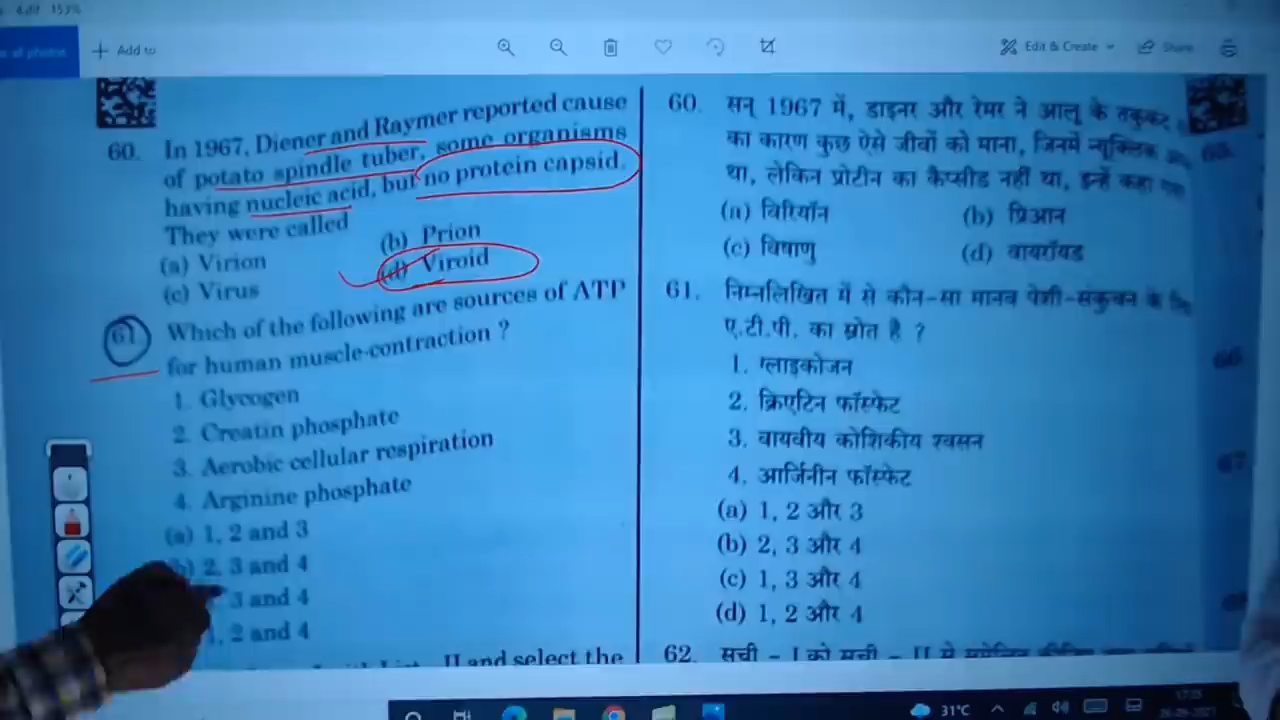 153%
Add to
Edit & Create
Share
60. In 1967, Diener and Raymer reported cause
of potato spindle tuber, some organisms
having nucleic acid, but no protein capsid.
They were called
(a) Virion (b) Prion
(c) Virus (d) Viroid
61. Which of the following are sources of ATP
for human muscle-contraction ?
1. Glycogen
2. Creatin phosphate
3. Aerobic cellular respiration
4. Arginine phosphate
(a) 1, 2 and 3
(b) 2, 3 and 4
3 and 4
1, 2 and 4
II and select the
60. सन् 1967 में, डाइनर और रेमर ने आलू के
का कारण कुछ ऐसे जीवों को माना, जिनमें न्यूक्लिक
था, लेकिन प्रोटीन का कैप्सीड नहीं था, इन्हें कहा
(a) विरियॉन (b) प्रिआन
(c) विषाणु (d) वायरॉयड
61. निम्नलिखित में से कौन-सा मानव पेशी-संकुचन के
ए.टी.पी. का स्रोत है ?
1. ग्लाइकोजन
2. क्रिएटिन फॉस्फेट
3. वायवीय कोशिकीय श्वसन
4. आर्जिनीन फॉस्फेट
(a) 1, 2 और 3
(b) 2, 3 और 4
(c) 1, 3 और 4
(d) 1, 2 और 4
62. सूची - I को सूची - II से
66
67
31°C